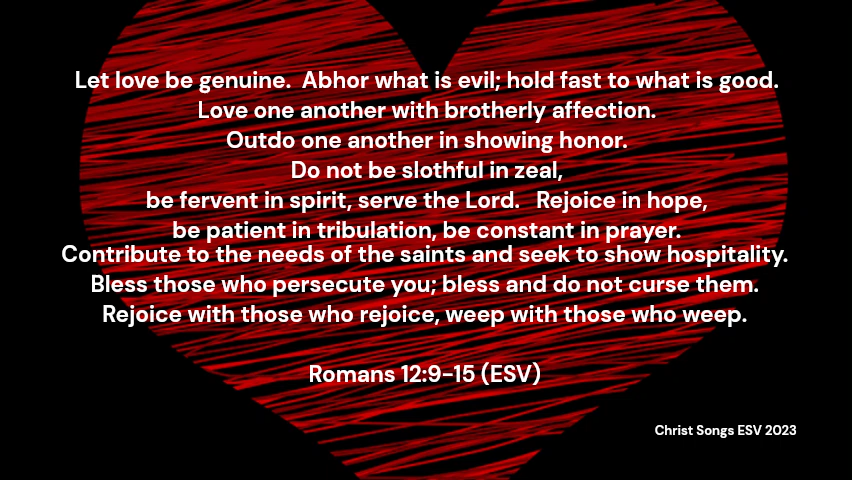 Let love be genuine.  Abhor what is evil; hold fast to what is good.
Love one another with brotherly affection.
Outdo one another in showing honor.
Do not be slothful in zeal,
be fervent in spirit, serve the Lord.   Rejoice in hope,
be patient in tribulation, be constant in prayer.
Contribute to the needs of the saints and seek to show hospitality.
Bless those who persecute you; bless and do not curse them.
Rejoice with those who rejoice, weep with those who weep.
Romans 12:9-15 (ESV)
Christ Songs ESV 2023